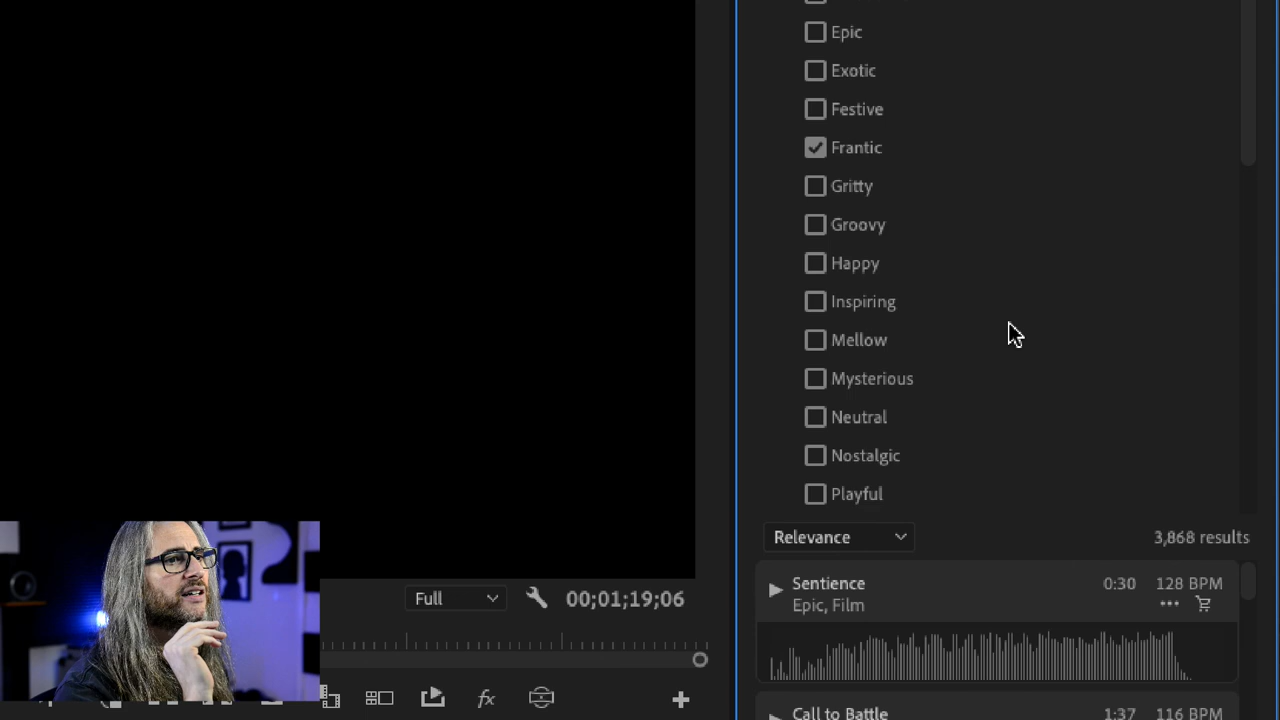 Epic
Exotic
Festive
Frantic
Gritty
Groovy
Happy
Inspiring
Mellow
Mysterious
Neutral
Nostalgic
Playful
Relevance 3,868 results
Sentience 0:30 128 BPM
Epic, Film
Full 00;01;19;06
fx
Call to Battle 1:37 116 BPM